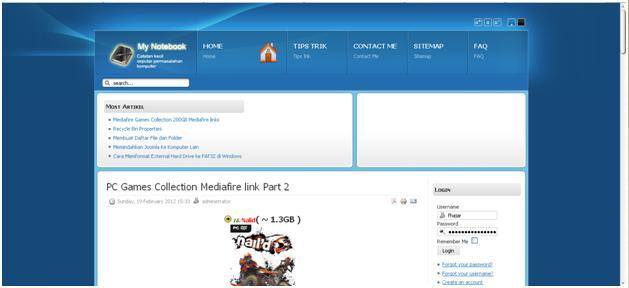 My Notebook
Catatan kecil
seputar permasalahan
komputer
HOME
Home
TIPS TRIK
Tips Trik
CONTACT ME
Contact Me
SITEMAP
Sitemap
FAQ
FAQ
search...
Most Artikel
Mediafire Games Collection 200GB Mediafire links
Recycle Bin Properties
Membuat Daftar File dan Folder
Memindahkan Joomla Ke Komputer Lain
Cara Memformat External Hard Drive ke FAT32 di Windows
PC Games Collection Mediafire link Part 2
Sunday, 19 February 2012 15:33 administrator
Nalid( ~ 1.3GB )
PC
nail'd
Login
Username
Password
Remember Me
Login
Forgot your password?
Forgot your username?
Create an account